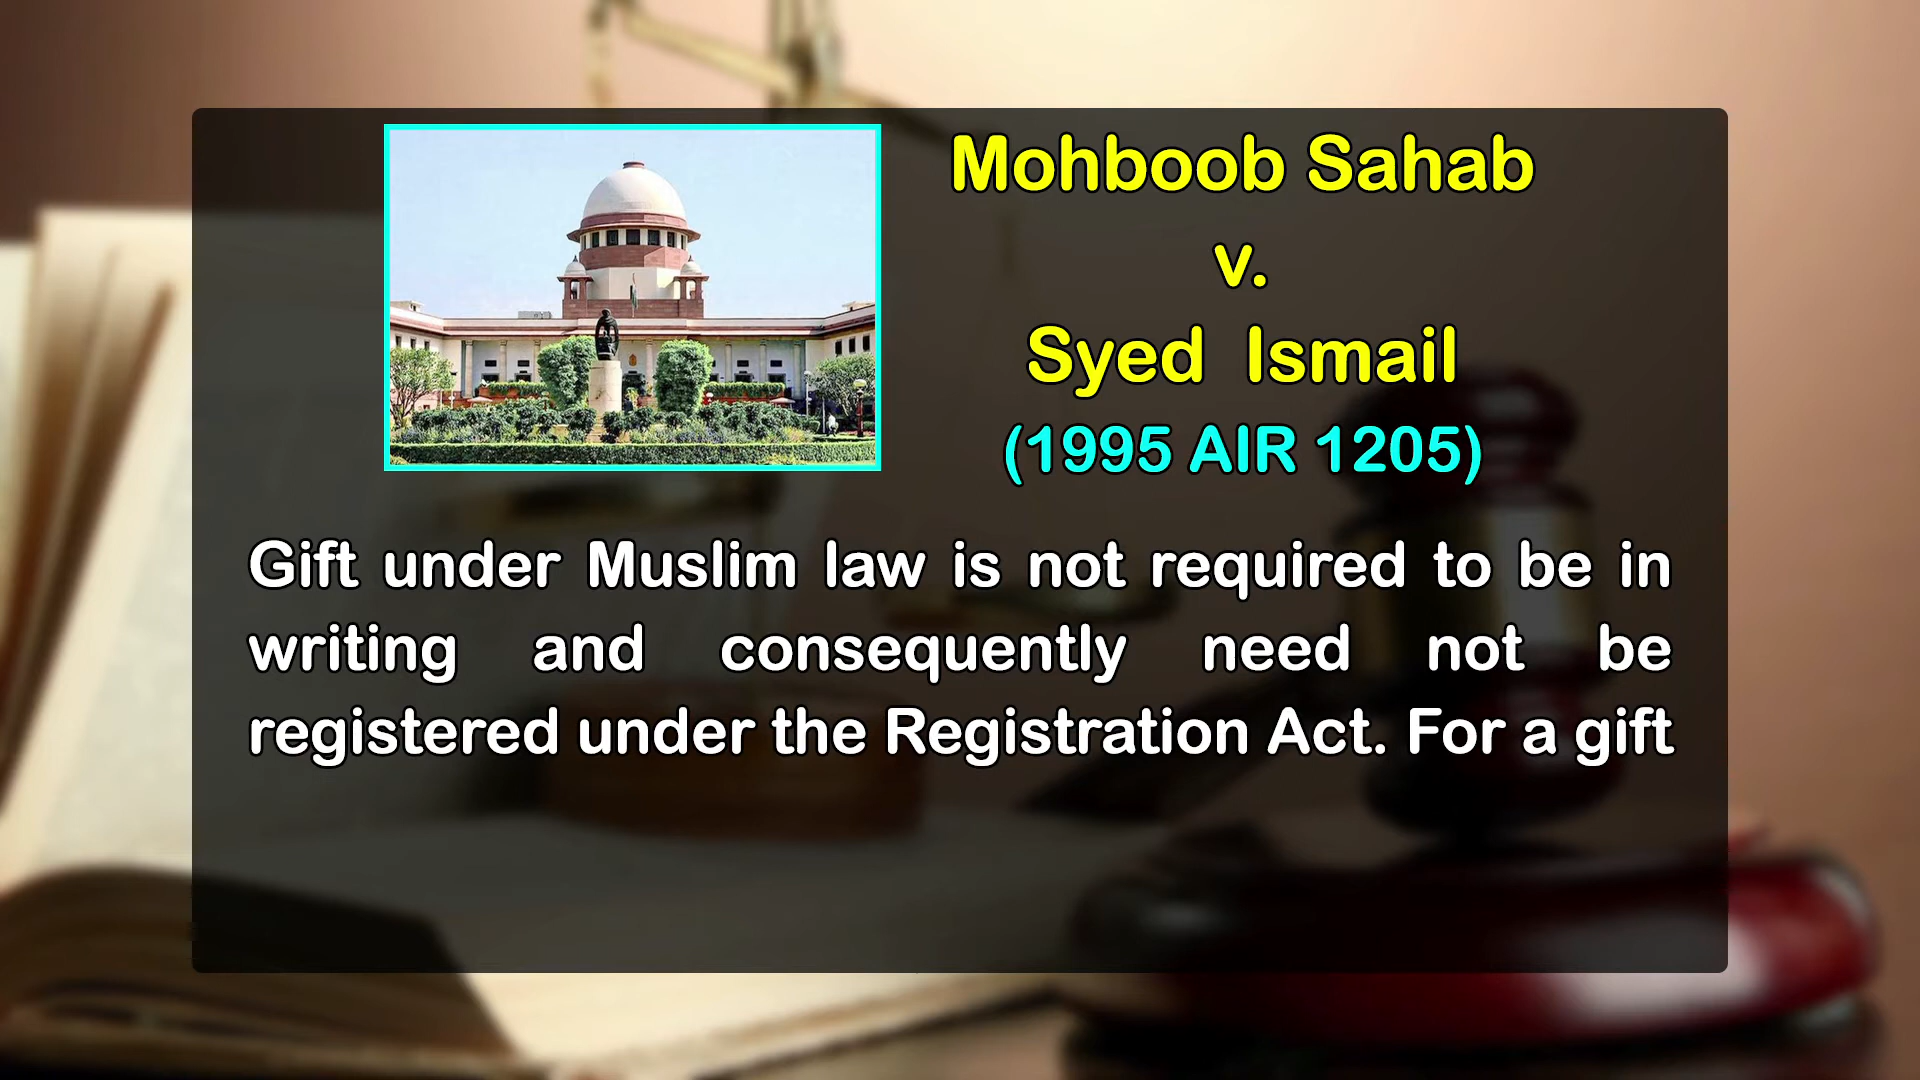 Mohboob Sahab
v.
Syed Ismail
(1995 AIR 1205)
Gift under Muslim law is not required to be in
writing and consequently need not be
registered under the Registration Act. For a gift